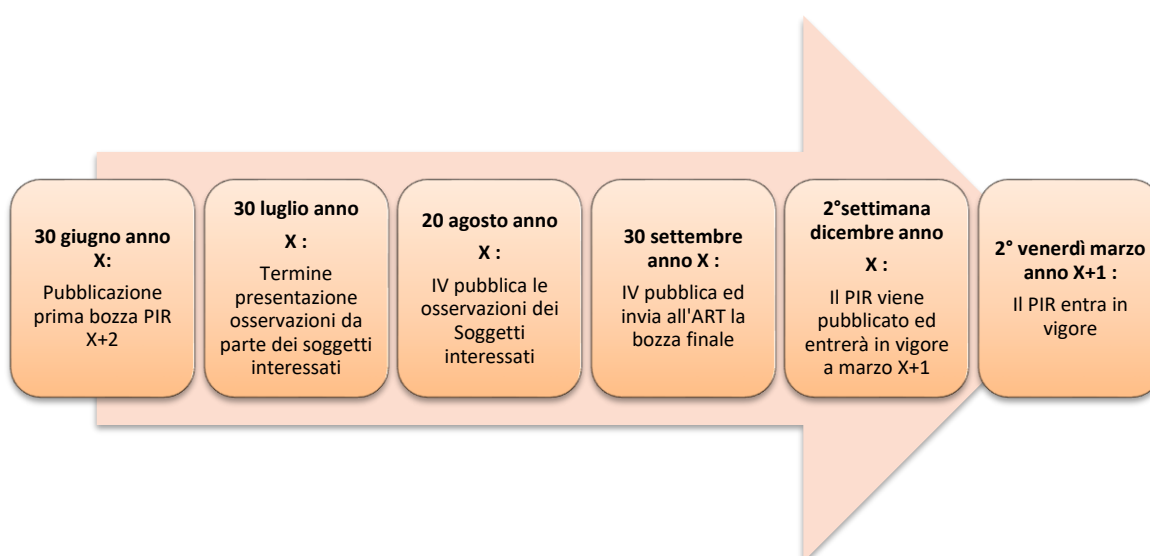 30 giugno anno
X:
Pubblicazione
prima bozza PIR
X+2
30 luglio anno
X :
Termine
presentazione
osservazioni da
parte dei soggetti
interessati
20 agosto anno
X :
IV pubblica le
osservazioni dei
Soggetti
interessati
30 settembre
anno X :
IV pubblica ed
invia all'ART la
bozza finale
2°settimana
dicembre anno
X :
Il PIR viene
pubblicato ed
entrerà in vigore
a marzo X+1
2° venerdì marzo
anno X+1 :
Il PIR entra in
vigore